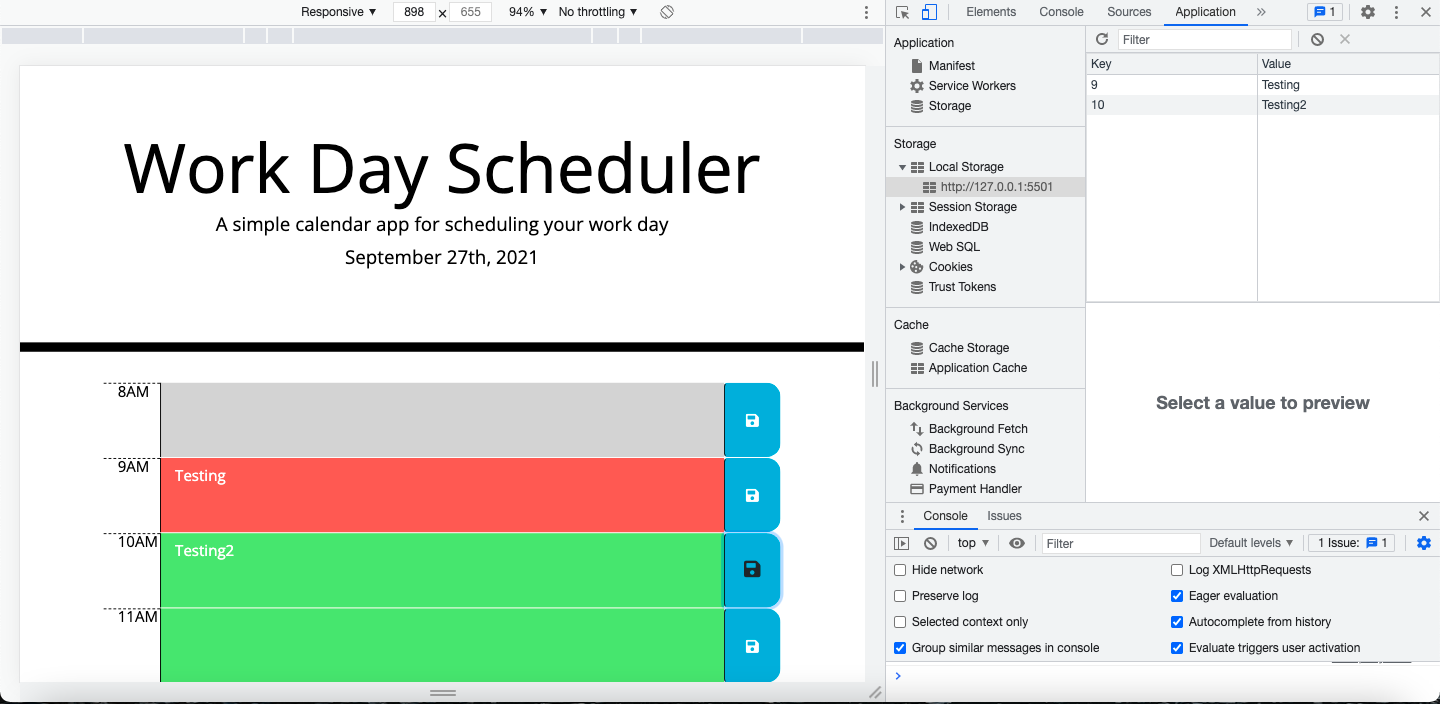 Responsive ▼ 898 × 655 94% ▼ No throttling ▼
Elements Console Sources Application » 1
Work Day Scheduler
A simple calendar app for scheduling your work day
September 27th, 2021
8AM
9AM Testing
10AM Testing2
11AM
Application
Manifest
Service Workers
Storage
Storage
Local Storage
http://127.0.0.1:5501
Session Storage
IndexedDB
Web SQL
Cookies
Trust Tokens
Cache
Cache Storage
Application Cache
Background Services
Background Fetch
Background Sync
Notifications
Payment Handler
Filter
Key Value
9 Testing
10 Testing2
Select a value to preview
Console Issues
top ▼ Filter Default levels ▼ 1 Issue: 1
Hide network Log XMLHttpRequests
Preserve log Eager evaluation
Selected context only Autocomplete from history
Group similar messages in console Evaluate triggers user activation
>